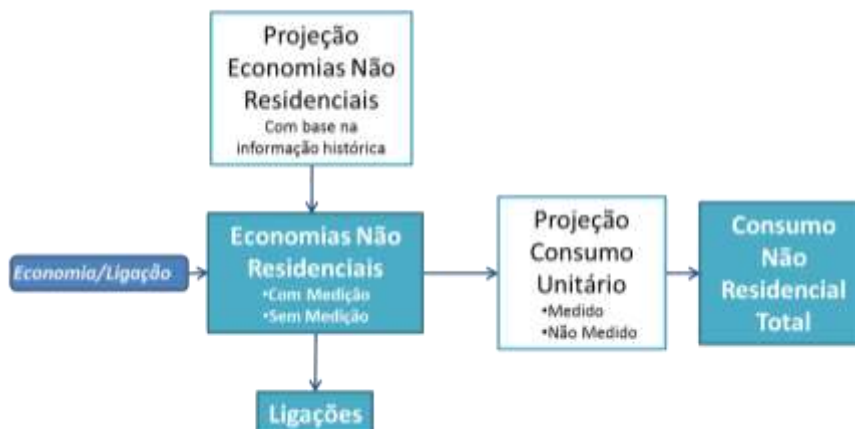 Projeção
Economias Não
Residenciais
Com base na
informação histórica
Economia/Ligação
Economias Não
Residenciais
•Com Medição
•Sem Medição
Projeção
Consumo
Unitário
•Medido
•Não Medido
Consumo
Não
Residencial
Total
Ligações